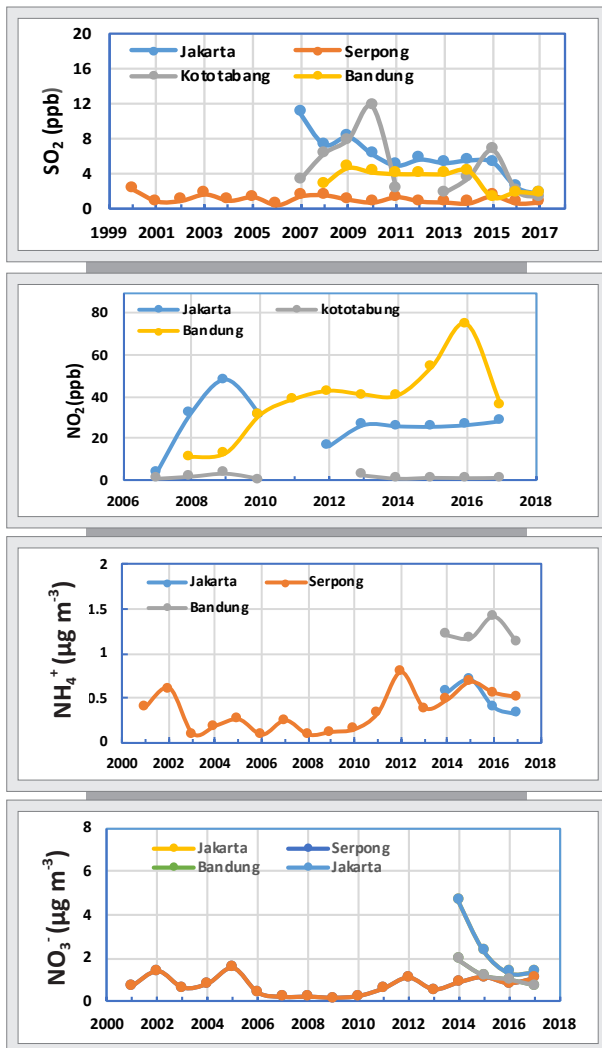 20
16
12
8
4
0
SO2 (ppb)
Jakarta Serpong
Kototabang Bandung
1999 2001 2003 2005 2007 2009 2011 2013 2015 2017
80
60
40
20
0
NO2(ppb)
Jakarta kototabung
Bandung
2006 2008 2010 2012 2014 2016 2018
2
1.5
1
0.5
0
NH4+ (µg m-3)
Jakarta Serpong
Bandung
2000 2002 2004 2006 2008 2010 2012 2014 2016 2018
8
6
4
2
0
NO3- (µg m-3)
Jakarta Serpong
Bandung Jakarta
2000 2002 2004 2006 2008 2010 2012 2014 2016 2018